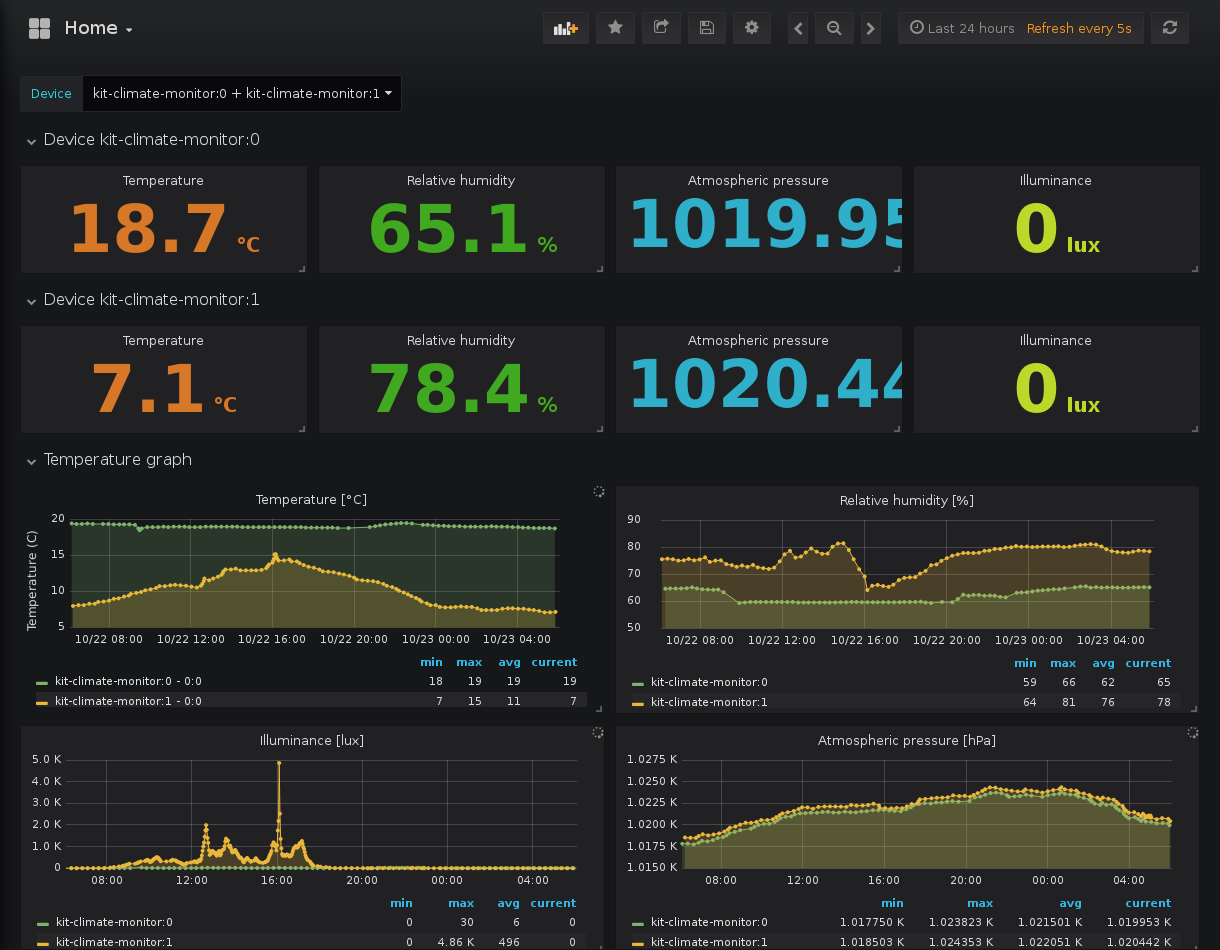 Home
Last 24 hours Refresh every 5s
Device kit-climate-monitor:0 + kit-climate-monitor:1
Device kit-climate-monitor:0
Temperature Relative humidity Atmospheric pressure Illuminance
18.7 °C 65.1 % 1019.95 0 lux
Device kit-climate-monitor:1
Temperature Relative humidity Atmospheric pressure Illuminance
7.1 °C 78.4 % 1020.44 0 lux
Temperature graph
Temperature [°C]
Temperature (C)
20
15
10
5
10/22 08:00 10/22 12:00 10/22 16:00 10/22 20:00 10/23 00:00 10/23 04:00
min max avg current
kit-climate-monitor:0 - 0:0 18 19 19 19
kit-climate-monitor:1 - 0:0 7 15 11 7
Relative humidity [%]
90
80
70
60
50
10/22 08:00 10/22 12:00 10/22 16:00 10/22 20:00 10/23 00:00 10/23 04:00
min max avg current
kit-climate-monitor:0 59 66 62 65
kit-climate-monitor:1 64 81 76 78
Illuminance [lux]
5.0 K
4.0 K
3.0 K
2.0 K
1.0 K
0
08:00 12:00 16:00 20:00 00:00 04:00
min max avg current
kit-climate-monitor:0 0 30 6 0
kit-climate-monitor:1 0 4.86 K 496 0
Atmospheric pressure [hPa]
1.0275 K
1.0250 K
1.0225 K
1.0200 K
1.0175 K
1.0150 K
08:00 12:00 16:00 20:00 00:00 04:00
min max avg current
kit-climate-monitor:0 1.017750 K 1.023823 K 1.021501 K 1.019953 K
kit-climate-monitor:1 1.018503 K 1.024353 K 1.022051 K 1.020442 K